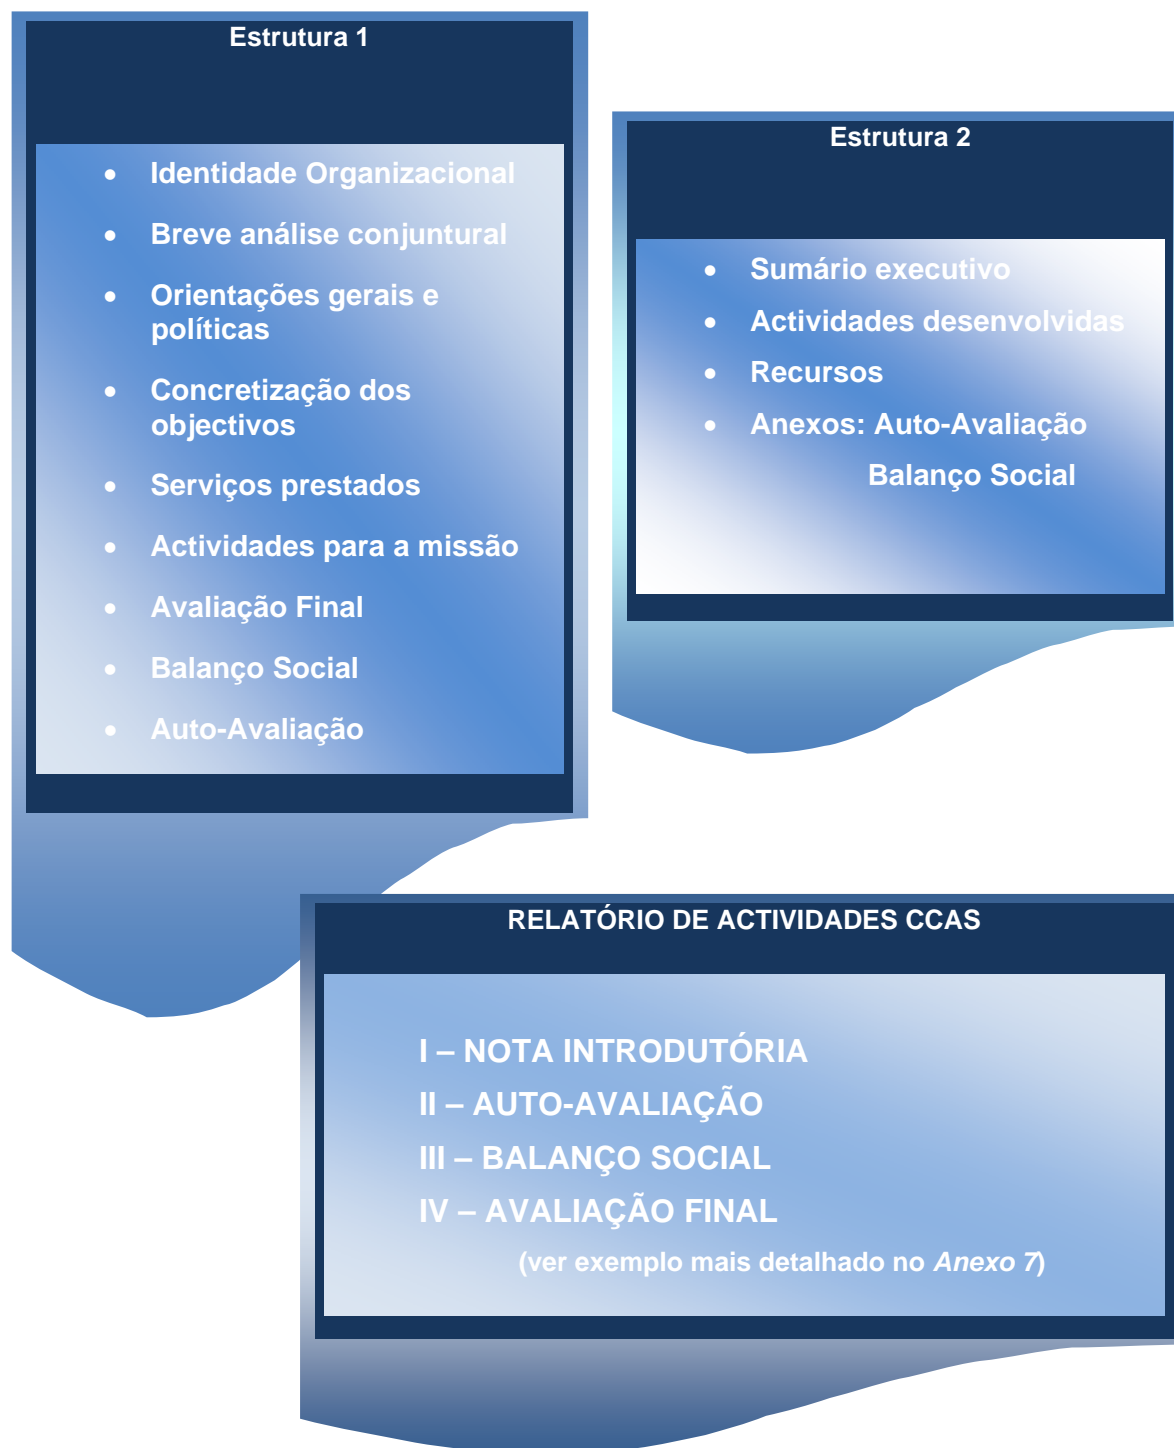 Estrutura 1
• Identidade Organizacional
• Breve análise conjuntural
• Orientações gerais e
políticas
• Concretização dos
objectivos
• Serviços prestados
• Actividades para a missão
• Avaliação Final
• Balanço Social
• Auto-Avaliação
Estrutura 2
• Sumário executivo
• Actividades desenvolvidas
• Recursos
• Anexos: Auto-Avaliação
Balanço Social
RELATÓRIO DE ACTIVIDADES CCAS
I – NOTA INTRODUTÓRIA
II – AUTO-AVALIAÇÃO
III – BALANÇO SOCIAL
IV – AVALIAÇÃO FINAL
(ver exemplo mais detalhado no Anexo 7)